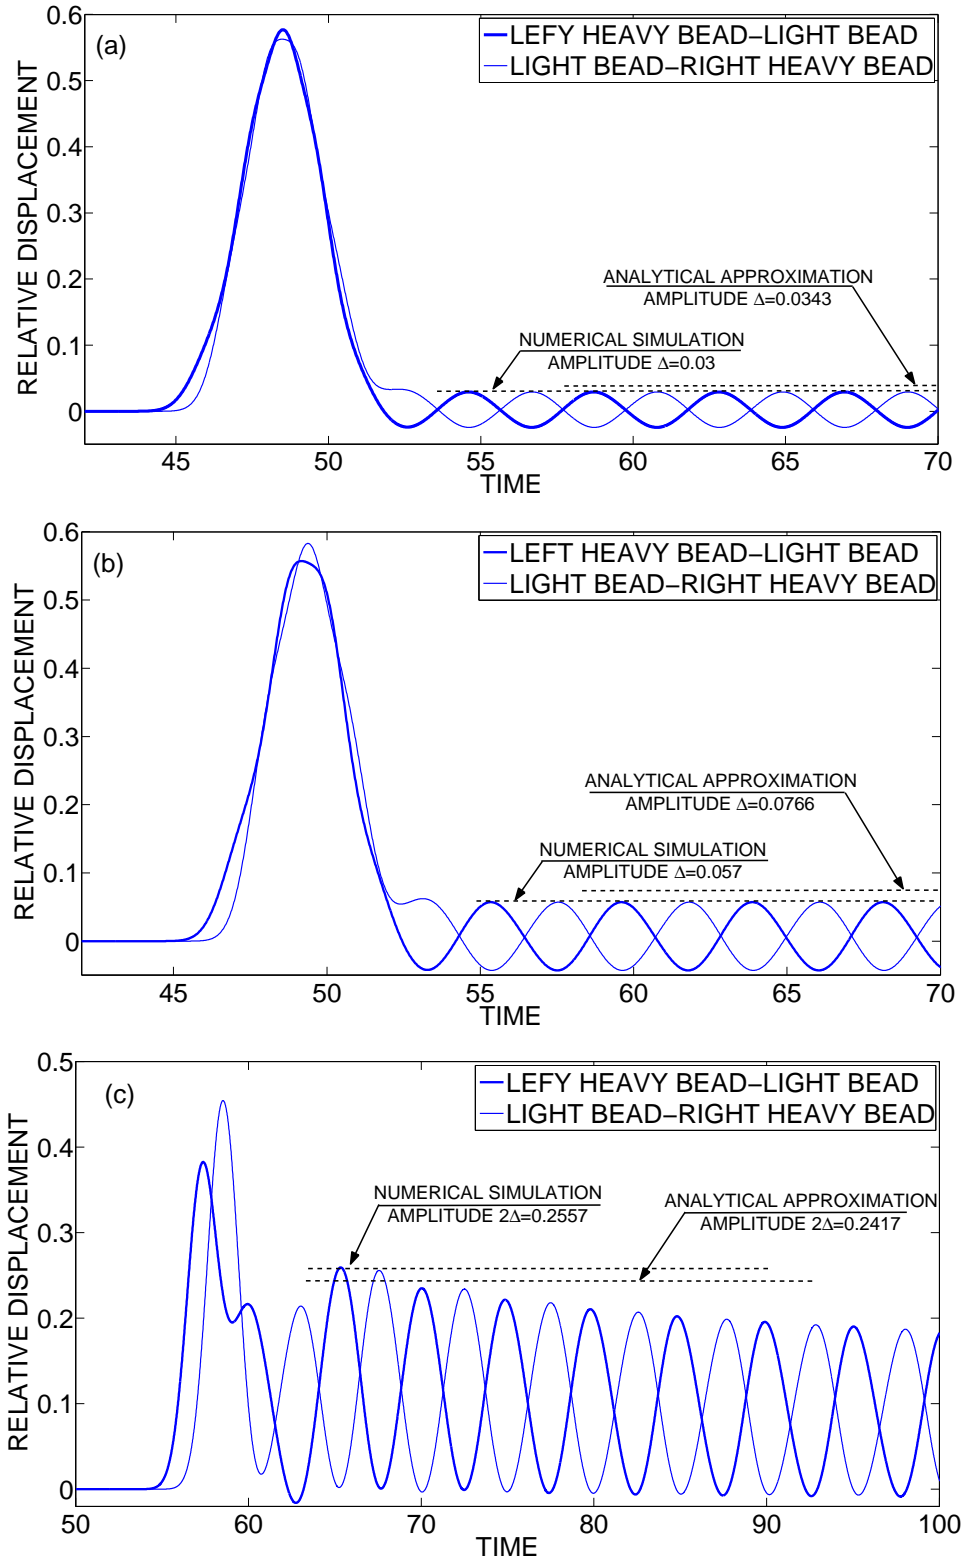 (a)
LEFY HEAVY BEAD−LIGHT BEAD
LIGHT BEAD−RIGHT HEAVY BEAD
RELATIVE DISPLACEMENT
0.6
0.5
0.4
0.3
0.2
0.1
0
ANALYTICAL APPROXIMATION
AMPLITUDE Δ=0.0343
NUMERICAL SIMULATION
AMPLITUDE Δ=0.03
45 50 55 60 65 70
TIME
(b)
LEFT HEAVY BEAD−LIGHT BEAD
LIGHT BEAD−RIGHT HEAVY BEAD
RELATIVE DISPLACEMENT
0.6
0.5
0.4
0.3
0.2
0.1
0
ANALYTICAL APPROXIMATION
AMPLITUDE Δ=0.0766
NUMERICAL SIMULATION
AMPLITUDE Δ=0.057
45 50 55 60 65 70
TIME
(c)
LEFY HEAVY BEAD−LIGHT BEAD
LIGHT BEAD−RIGHT HEAVY BEAD
RELATIVE DISPLACEMENT
0.5
0.4
0.3
0.2
0.1
0
NUMERICAL SIMULATION
AMPLITUDE 2Δ=0.2557
ANALYTICAL APPROXIMATION
AMPLITUDE 2Δ=0.2417
50 60 70 80 90 100
TIME